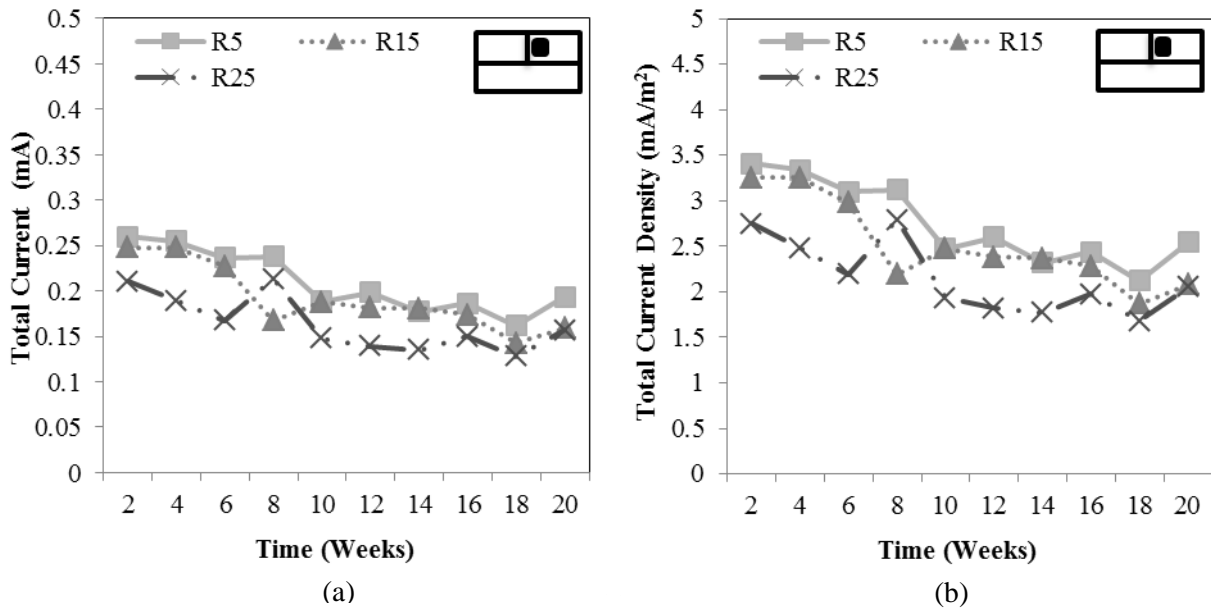 0.5
0.45
0.4
0.35
0.3
0.25
0.2
0.15
0.1
0.05
0
Total Current (mA)
R5
R15
R25
2 4 6 8 10 12 14 16 18 20
Time (Weeks)
(a)
5
4.5
4
3.5
3
2.5
2
1.5
1
0.5
0
Total Current Density (mA/m²)
R5
R15
R25
2 4 6 8 10 12 14 16 18 20
Time (Weeks)
(b)